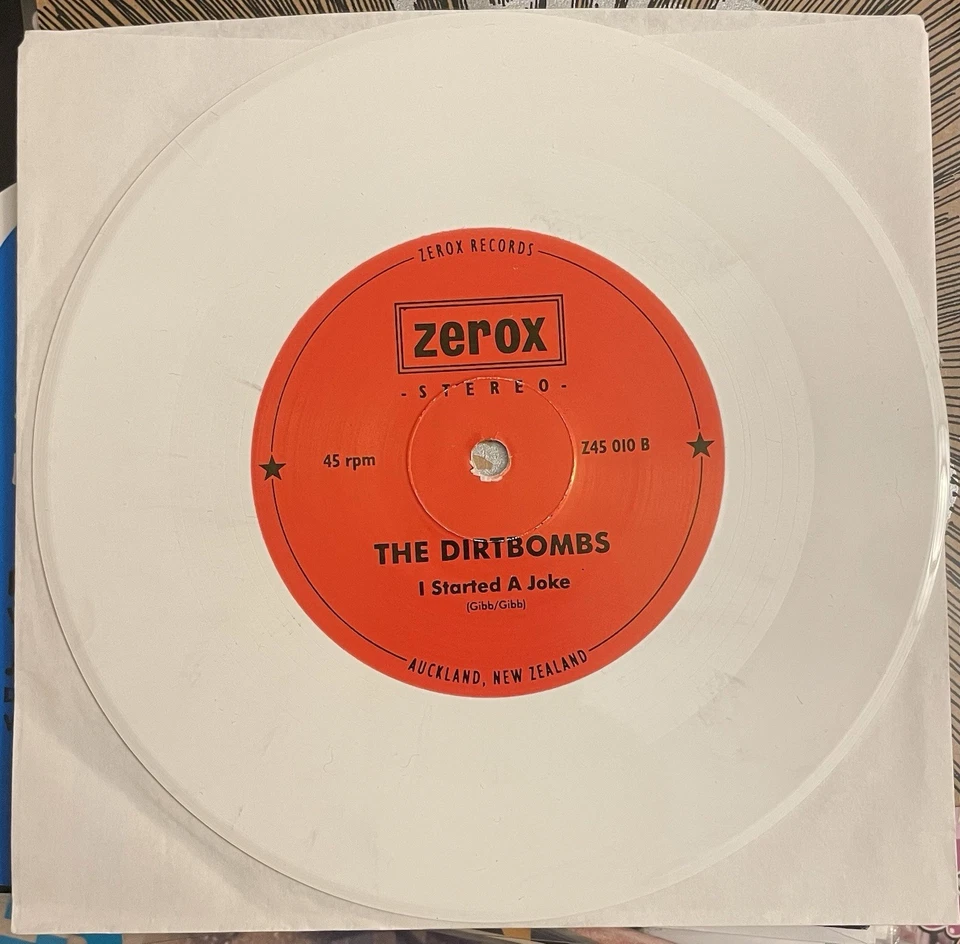 ZEROX RECORDS
zerox
-STEREO-
45 rpm
Z45 010 B
THE DIRTBOMBS
I Started A Joke
(Gibb/Gibb)
AUCKLAND, NEW ZEALAND